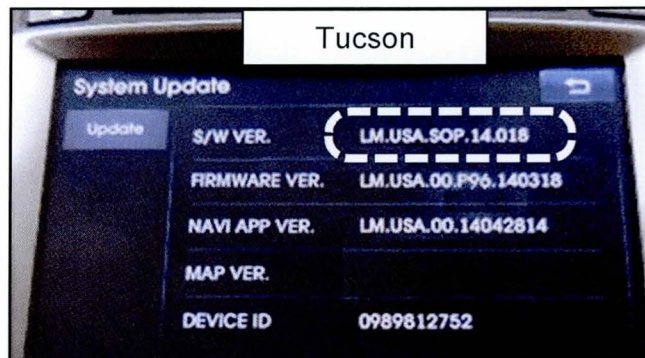 Tucson
System Update
Update
S/W VER. LM.USA.SOP.14.018
FIRMWARE VER. LM.USA.00.P96.140318
NAVI APP VER. LM.USA.00.14042814
MAP VER.
DEVICE ID 0989812752